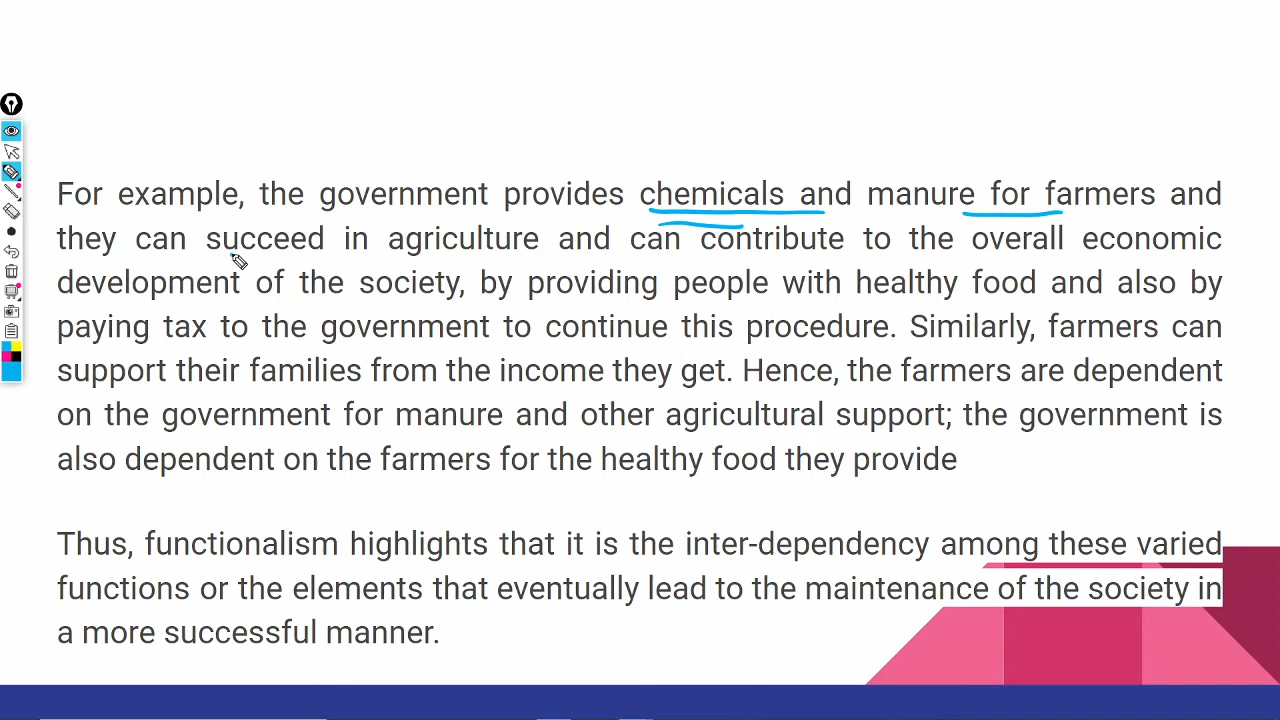 For example, the government provides chemicals and manure for farmers and
they can succeed in agriculture and can contribute to the overall economic
development of the society, by providing people with healthy food and also by
paying tax to the government to continue this procedure. Similarly, farmers can
support their families from the income they get. Hence, the farmers are dependent
on the government for manure and other agricultural support; the government is
also dependent on the farmers for the healthy food they provide
Thus, functionalism highlights that it is the inter-dependency among these varied
functions or the elements that eventually lead to the maintenance of the society in
a more successful manner.